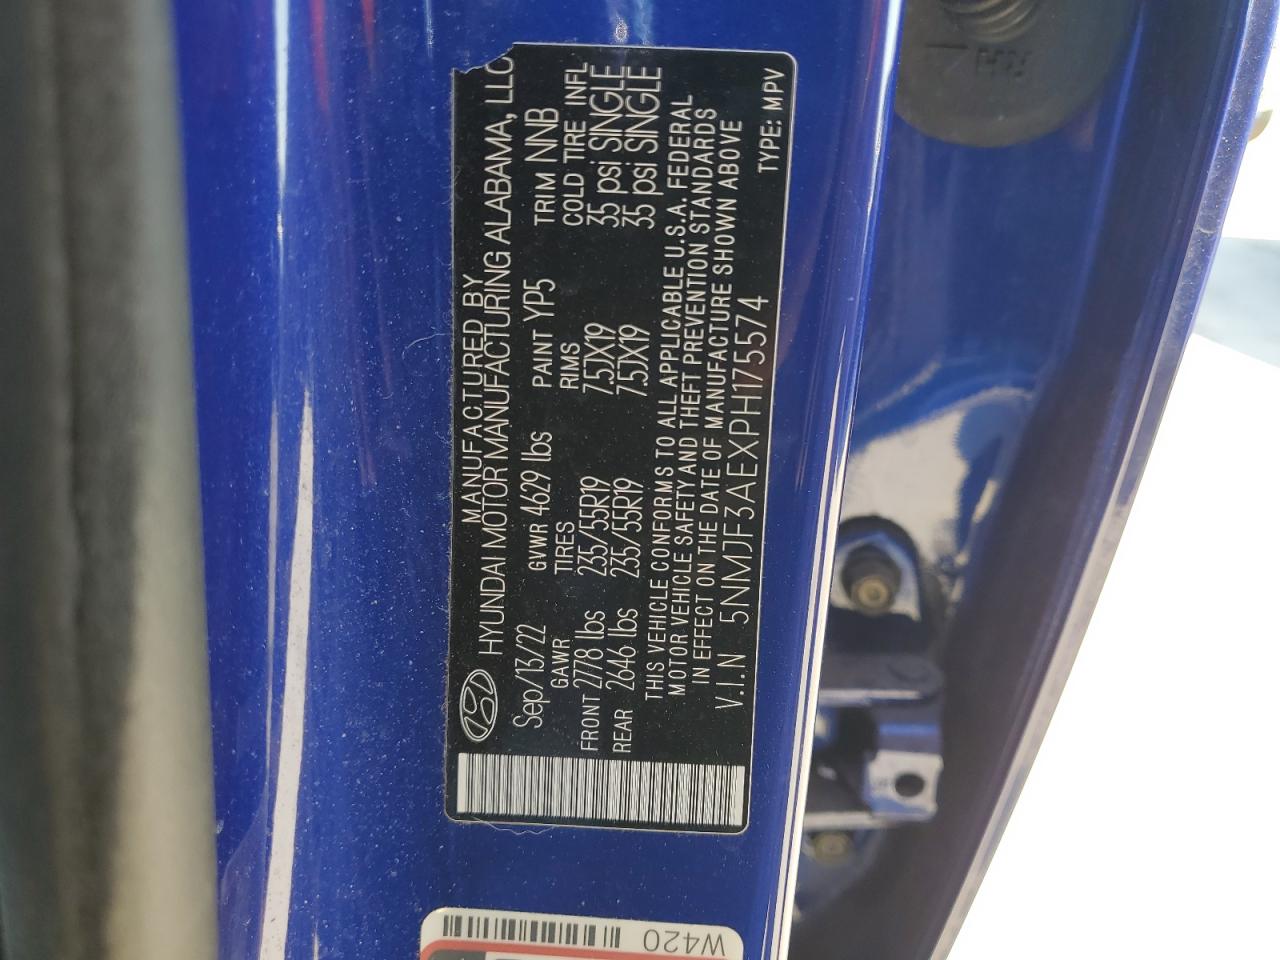 MANUFACTURED BY
HYUNDAI MOTOR MANUFACTURING ALABAMA, LLC
Sep/13/22 GVWR 4629 lbs PAINT YP5 TRIM NNB
GAWR TIRES RIMS COLD TIRE INFL
FRONT 2778 lbs 235/55R19 7.5JX19 35 psi SINGLE
REAR 2646 lbs 235/55R19 7.5JX19 35 psi SINGLE
THIS VEHICLE CONFORMS TO ALL APPLICABLE U.S.A. FEDERAL
MOTOR VEHICLE SAFETY AND THEFT PREVENTION STANDARDS
IN EFFECT ON THE DATE OF MANUFACTURE SHOWN ABOVE
V.I.N 5NMJF3AEXPH175574 TYPE: MPV
W420